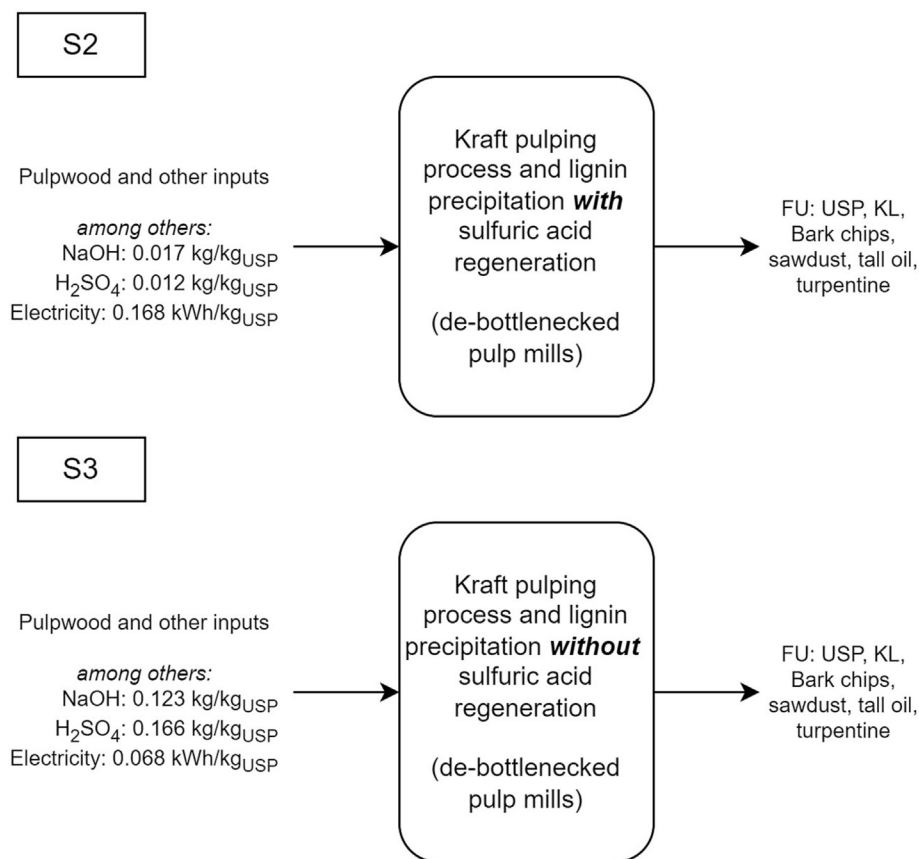 S2
Pulpwood and other inputs
among others:
NaOH: 0.017 kg/kgUSP
H2SO4: 0.012 kg/kgUSP
Electricity: 0.168 kWh/kgUSP
Kraft pulping
process and lignin
precipitation with
sulfuric acid
regeneration
(de-bottlenecked
pulp mills)
FU: USP, KL,
Bark chips,
sawdust, tall oil,
turpentine
S3
Pulpwood and other inputs
among others:
NaOH: 0.123 kg/kgUSP
H2SO4: 0.166 kg/kgUSP
Electricity: 0.068 kWh/kgUSP
Kraft pulping
process and lignin
precipitation without
sulfuric acid
regeneration
(de-bottlenecked
pulp mills)
FU: USP, KL,
Bark chips,
sawdust, tall oil,
turpentine